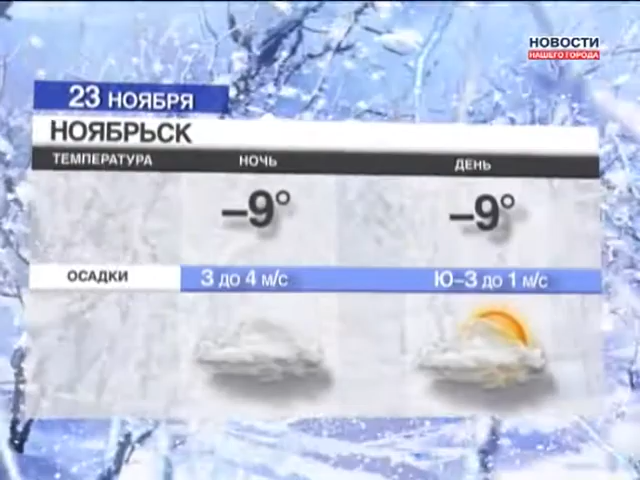 НОВОСТИ
НАШЕГО ГОРОДА
23 НОЯБРЯ
НОЯБРЬСК
ТЕМПЕРАТУРА НОЧЬ ДЕНЬ
–9° –9°
ОСАДКИ З до 4 м/с Ю–З до 1 м/с